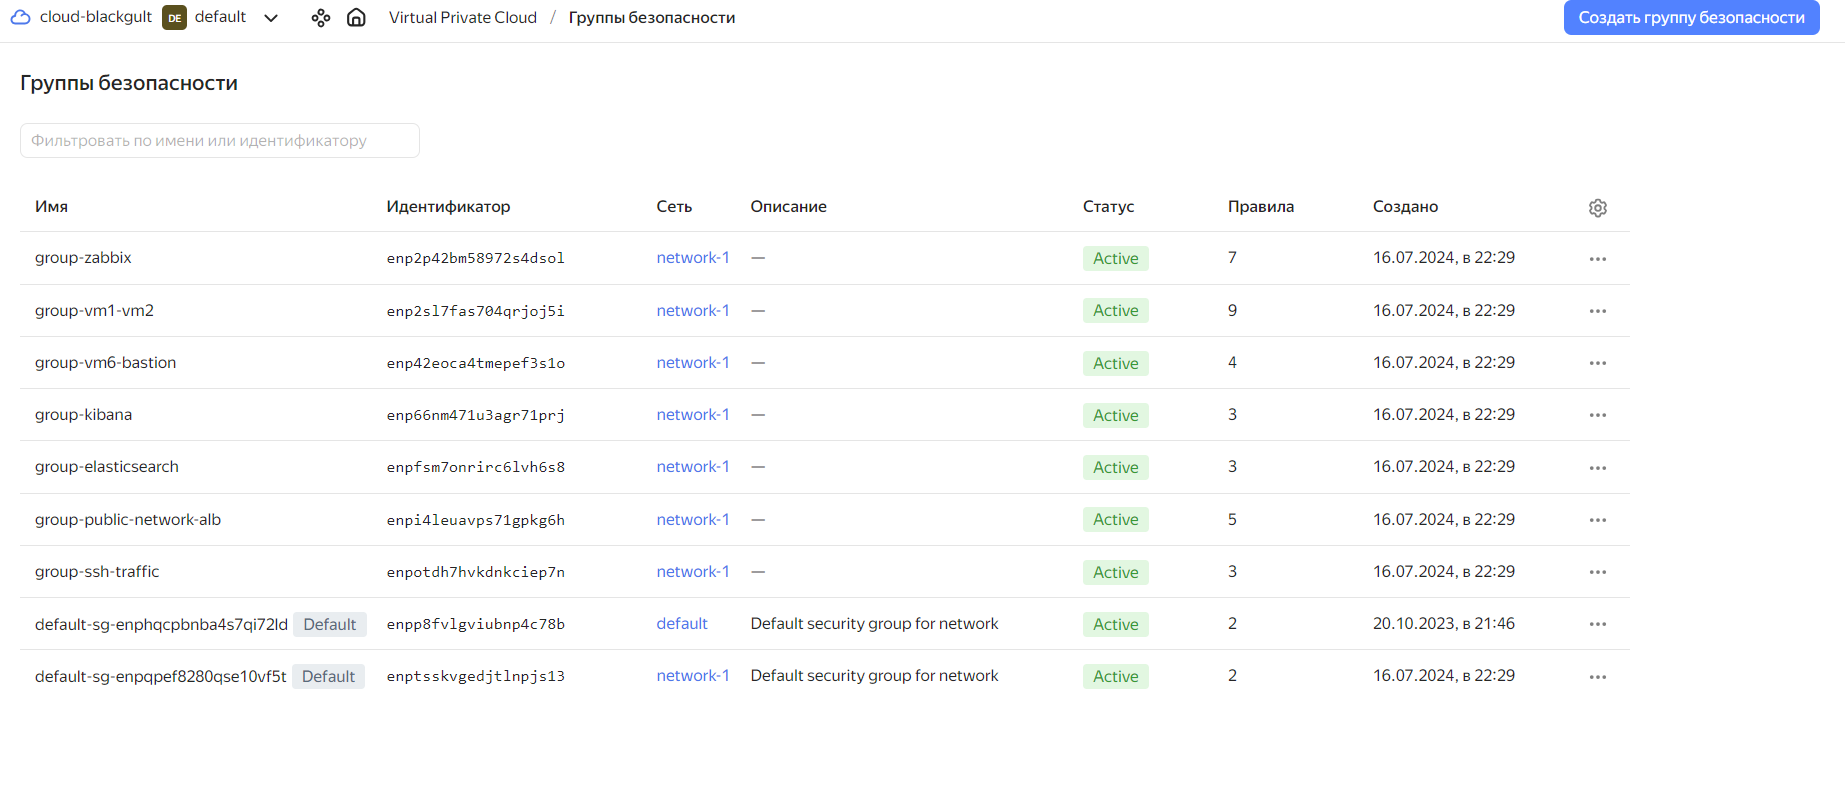 cloud-blackgult DE default Virtual Private Cloud / Группы безопасности Создать группу безопасности
Группы безопасности
Фильтровать по имени или идентификатору
Имя Идентификатор Сеть Описание Статус Правила Создано
group-zabbix enp2p42bm58972s4dsol network-1 — Active 7 16.07.2024, в 22:29
group-vm1-vm2 enp2sl7fas704qrjoj5i network-1 — Active 9 16.07.2024, в 22:29
group-vm6-bastion enp42eoca4tmepef3s1o network-1 — Active 4 16.07.2024, в 22:29
group-kibana enp66nm471u3agr71prj network-1 — Active 3 16.07.2024, в 22:29
group-elasticsearch enpfsm7onrirc6lvh6s8 network-1 — Active 3 16.07.2024, в 22:29
group-public-network-alb enpi4leuavps71gpkg6h network-1 — Active 5 16.07.2024, в 22:29
group-ssh-traffic enpotdh7hvkdnkciep7n network-1 — Active 3 16.07.2024, в 22:29
default-sg-enphqcpbnba4s7qi72ld Default enpp8fvlgviubnp4c78b default Default security group for network Active 2 20.10.2023, в 21:46
default-sg-enpqpef8280qse10vf5t Default enptsskvgedjtlnpjs13 network-1 Default security group for network Active 2 16.07.2024, в 22:29